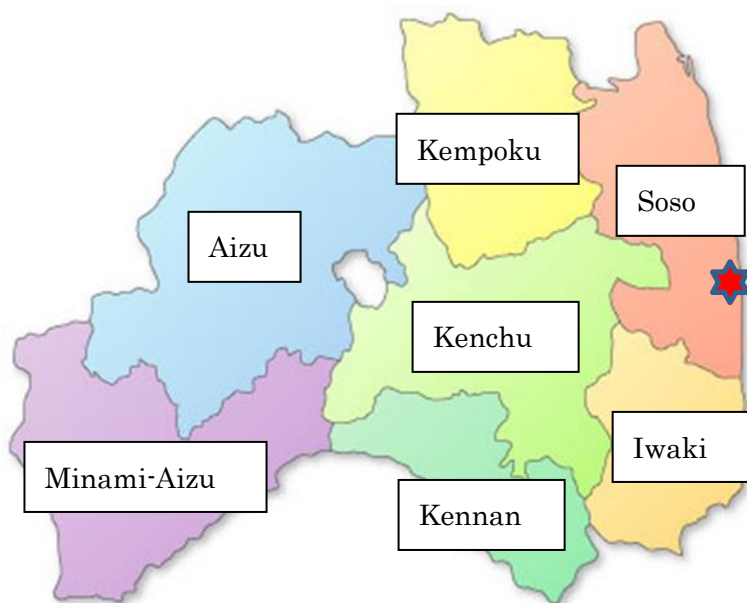 Kempoku
Soso
Aizu
Kenchu
Iwaki
Minami-Aizu
Kennan